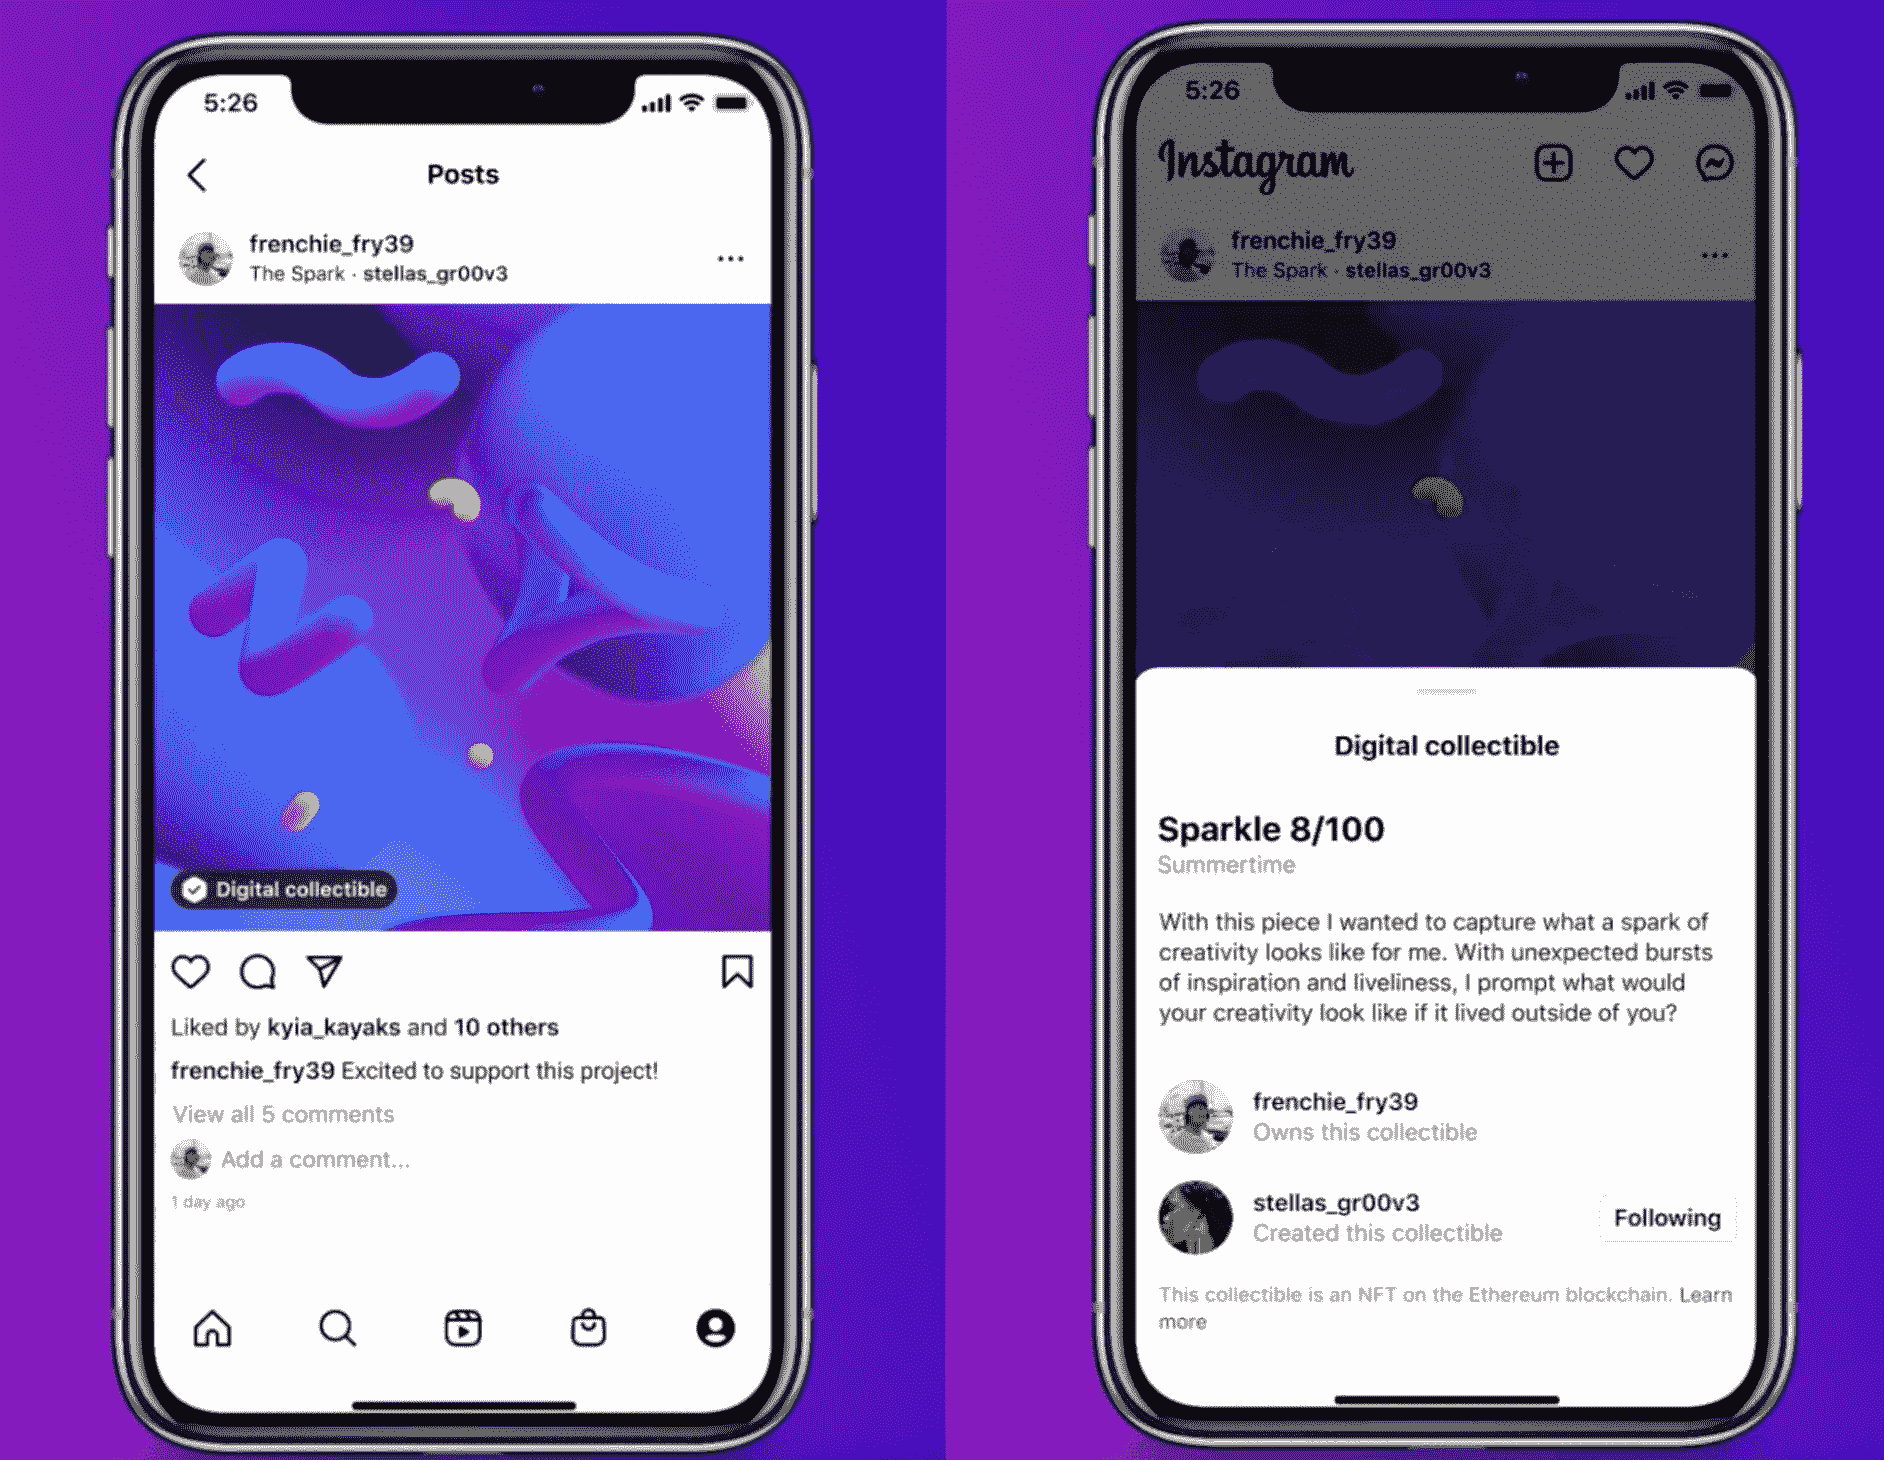 5:26
Posts
frenchie_fry39
The Spark · stellas_gr00v3
Digital collectible
Liked by kyia_kayaks and 10 others
frenchie_fry39 Excited to support this project!
View all 5 comments
Add a comment...
1 day ago
5:26
Instagram
frenchie_fry39
The Spark · stellas_gr00v3
Digital collectible
Sparkle 8/100
Summertime
With this piece I wanted to capture what a spark of
creativity looks like for me. With unexpected bursts
of inspiration and liveliness, I prompt what would
your creativity look like if it lived outside of you?
frenchie_fry39
Owns this collectible
stellas_gr00v3
Created this collectible
Following
This collectible is an NFT on the Ethereum blockchain. Learn
more